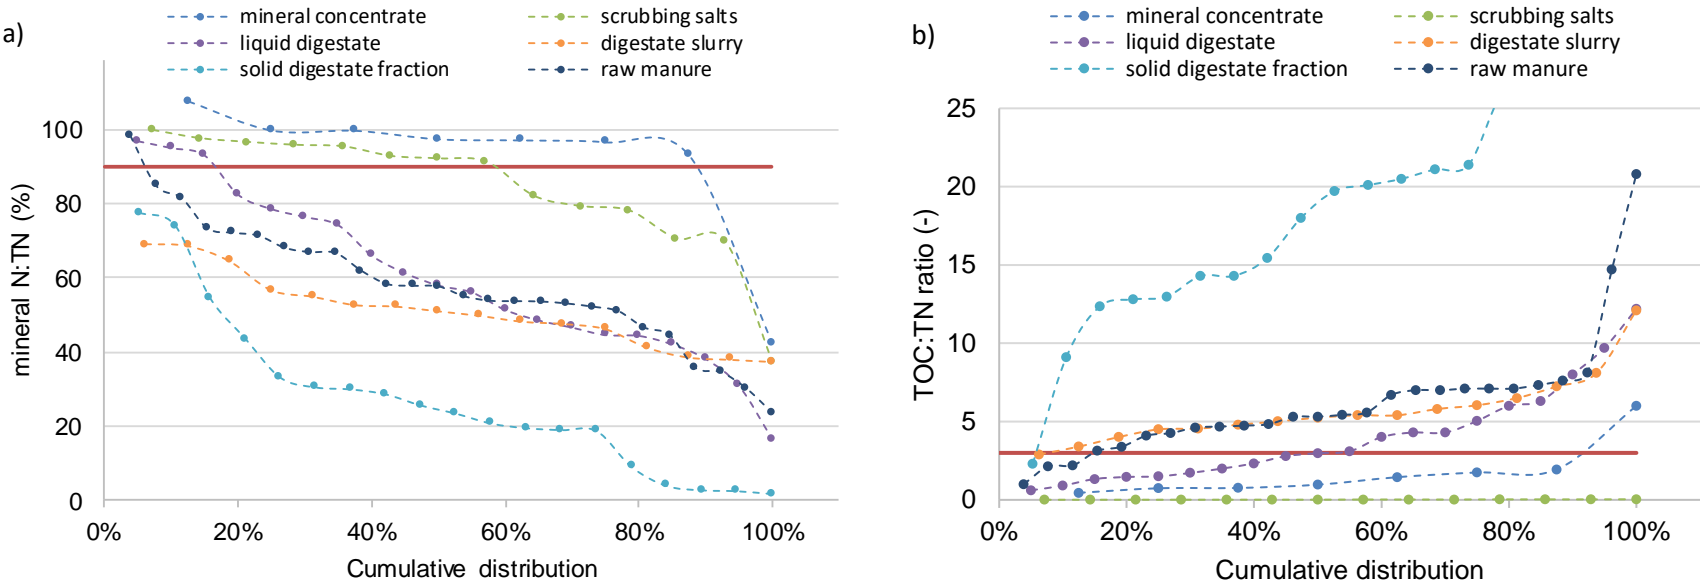 a)
mineral concentrate
scrubbing salts
liquid digestate
digestate slurry
solid digestate fraction
raw manure
mineral N:TN (%)
100
80
60
40
20
0
0% 20% 40% 60% 80% 100%
Cumulative distribution
b)
mineral concentrate
scrubbing salts
liquid digestate
digestate slurry
solid digestate fraction
raw manure
TOC:TN ratio (-)
25
20
15
10
5
0
0% 20% 40% 60% 80% 100%
Cumulative distribution